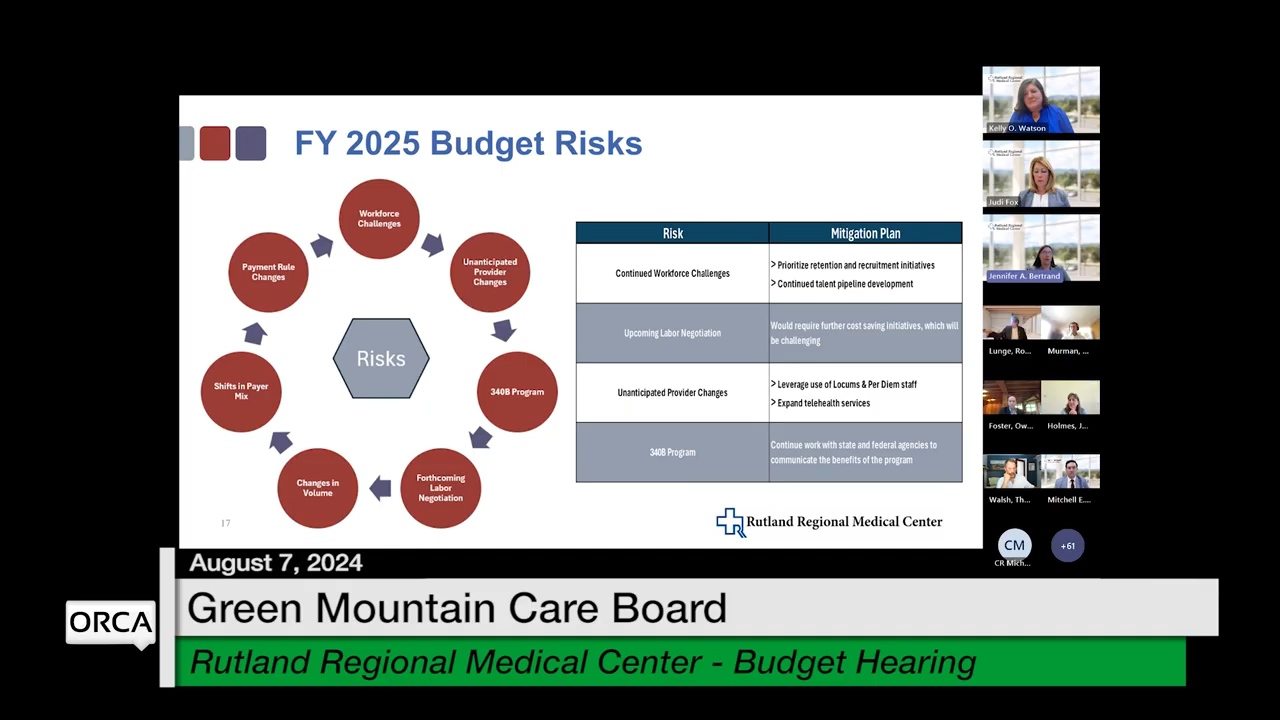 FY 2025 Budget Risks
Workforce
Challenges
Unanticipated
Provider
Changes
340B Program
Forthcoming
Labor
Negotiation
Changes in
Volume
Shifts in Payer
Mix
Payment Rule
Changes
Risks
Risk
Mitigation Plan
Continued Workforce Challenges
> Prioritize retention and recruitment initiatives
> Continued talent pipeline development
Upcoming Labor Negotiation
Would require further cost saving initiatives, which will
be challenging
Unanticipated Provider Changes
> Leverage use of Locums & Per Diem staff
> Expand telehealth services
340B Program
Continue work with state and federal agencies to
communicate the benefits of the program
17
Rutland Regional Medical Center
Kelly O. Watson
Judi Fox
Jennifer A. Bertrand
Lunge, Ro...
Murman, ...
Foster, Ow...
Holmes, J...
Walsh, Th...
Mitchell E....
CM
+61
CR Mich...
August 7, 2024
ORCA
Green Mountain Care Board
Rutland Regional Medical Center - Budget Hearing